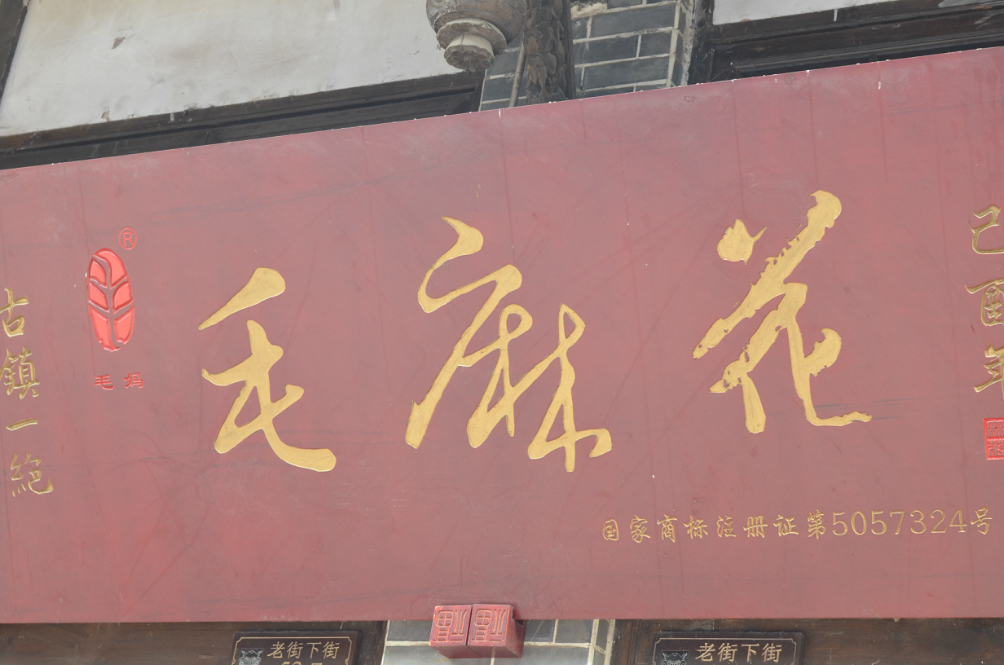 毛麻花
古镇一絕
®
毛妈
己酉年
国家商标注册证第5057324号
老街下街
老街下街